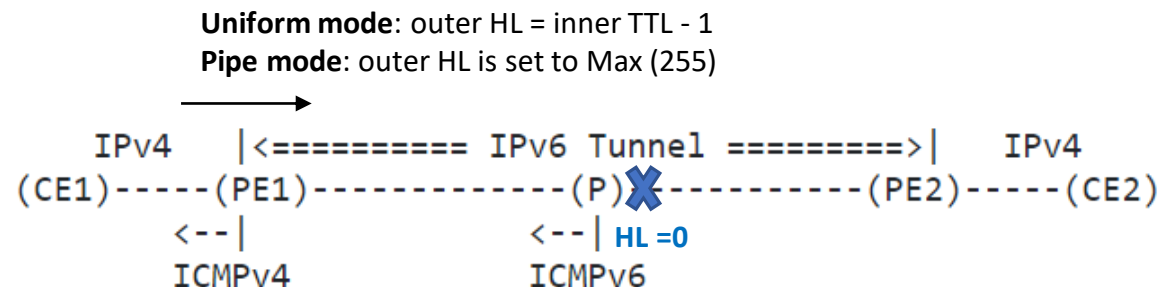 Uniform mode: outer HL = inner TTL - 1
Pipe mode: outer HL is set to Max (255)
IPv4 |<========== IPv6 Tunnel =========>| IPv4
(CE1)-----(PE1)--------------(P)------------(PE2)-----(CE2)
<--| <--| HL =0
ICMPv4 ICMPv6